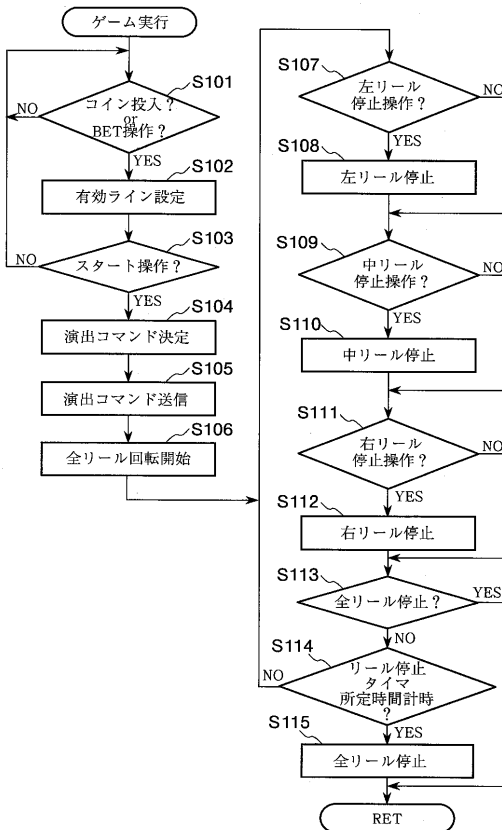 ゲーム実行
S101
コイン投入？
or
BET操作？
NO
YES
S102
有効ライン設定
S103
スタート操作？
NO
YES
S104
演出コマンド決定
S105
演出コマンド送信
S106
全リール回転開始
S107
左リール
停止操作？
NO
YES
S108
左リール停止
S109
中リール
停止操作？
NO
YES
S110
中リール停止
S111
右リール
停止操作？
NO
YES
S112
右リール停止
S113
全リール停止？
YES
NO
S114
リール停止
タイマ
所定時間計時
？
NO
YES
S115
全リール停止
RET